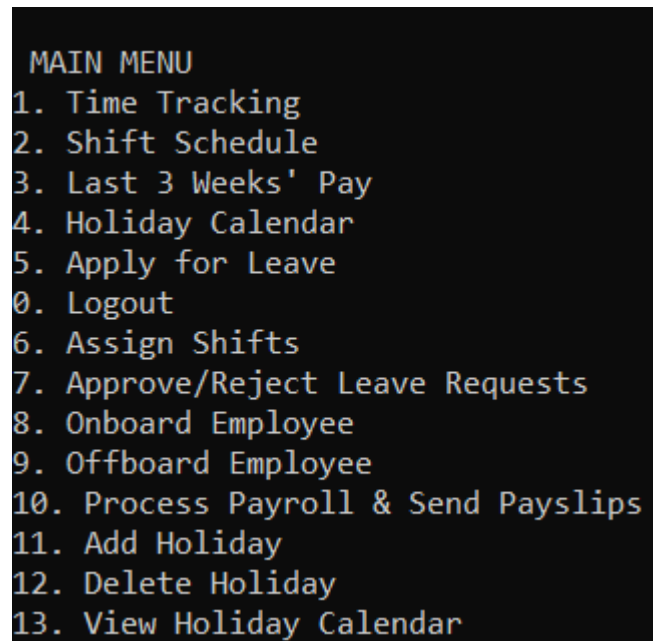 MAIN MENU
1. Time Tracking
2. Shift Schedule
3. Last 3 Weeks' Pay
4. Holiday Calendar
5. Apply for Leave
0. Logout
6. Assign Shifts
7. Approve/Reject Leave Requests
8. Onboard Employee
9. Offboard Employee
10. Process Payroll & Send Payslips
11. Add Holiday
12. Delete Holiday
13. View Holiday Calendar